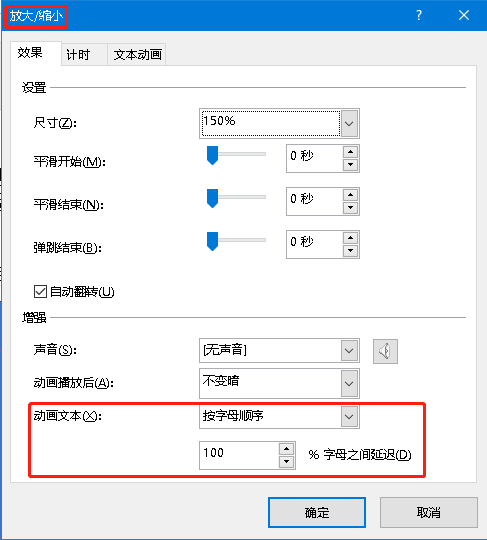 放大/缩小 ?
效果 计时 文本动画
设置
尺寸(Z): 150%
平滑开始(M): 0 秒
平滑结束(N): 0 秒
弹跳结束(B): 0 秒
自动翻转(U)
增强
声音(S): [无声音]
动画播放后(A): 不变暗
动画文本(X): 按字母顺序
100 % 字母之间延迟(D)
确定 取消